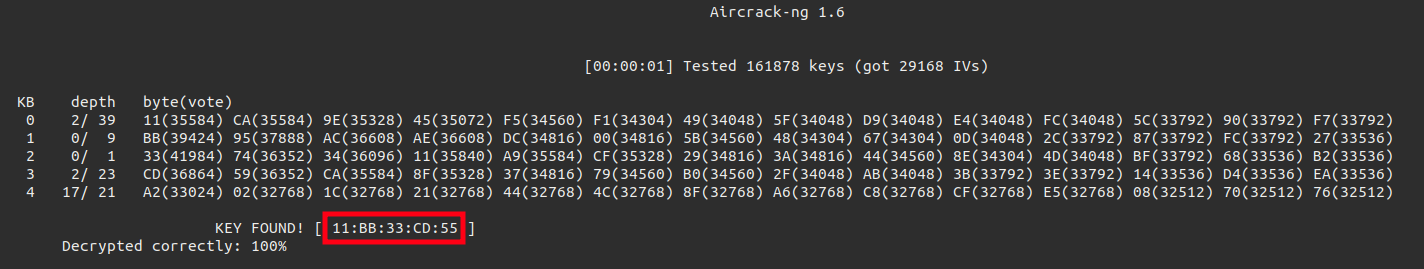 Aircrack-ng 1.6
[00:00:01] Tested 161878 keys (got 29168 IVs)
KB    depth   byte(vote)
0    2/ 39   11(35584) CA(35584) 9E(35328) 45(35072) F5(34560) F1(34304) 49(34048) 5F(34048) D9(34048) E4(34048) FC(34048) 5C(33792) 90(33792) F7(33792)
1    0/  9   BB(39424) 95(37888) AC(36608) AE(36608) DC(34816) 00(34816) 5B(34560) 48(34304) 67(34304) 0D(34048) 2C(33792) 87(33792) FC(33792) 27(33536)
2    0/  1   33(41984) 74(36352) 34(36096) 11(35840) A9(35584) CF(35328) 29(34816) 3A(34816) 44(34560) 8E(34304) 4D(34048) BF(33792) 68(33536) B2(33536)
3    2/ 23   CD(36864) 59(36352) CA(35584) 8F(35328) 37(34816) 79(34560) B0(34560) 2F(34048) AB(34048) 3B(33792) 3E(33792) 14(33536) D4(33536) EA(33536)
4   17/ 21   A2(33024) 02(32768) 1C(32768) 21(32768) 44(32768) 4C(32768) 8F(32768) A6(32768) C8(32768) CF(32768) E5(32768) 08(32512) 70(32512) 76(32512)
KEY FOUND! [ 11:BB:33:CD:55 ]
Decrypted correctly: 100%